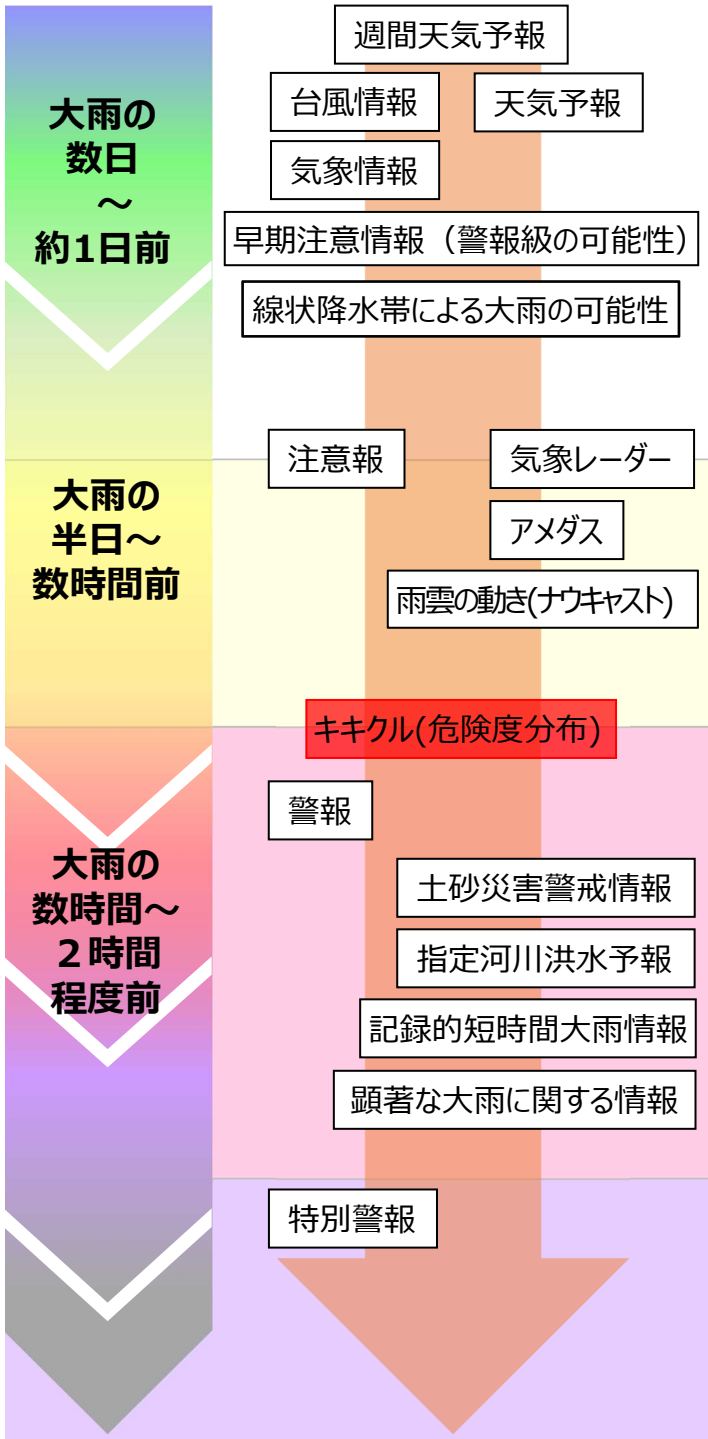 週間天気予報
大雨の
数日
～
約1日前
台風情報
天気予報
気象情報
早期注意情報（警報級の可能性）
線状降水帯による大雨の可能性
大雨の
半日～
数時間前
注意報
気象レーダー
アメダス
雨雲の動き(ナウキャスト)
キキクル(危険度分布)
大雨の
数時間～
２時間
程度前
警報
土砂災害警戒情報
指定河川洪水予報
記録的短時間大雨情報
顕著な大雨に関する情報
特別警報